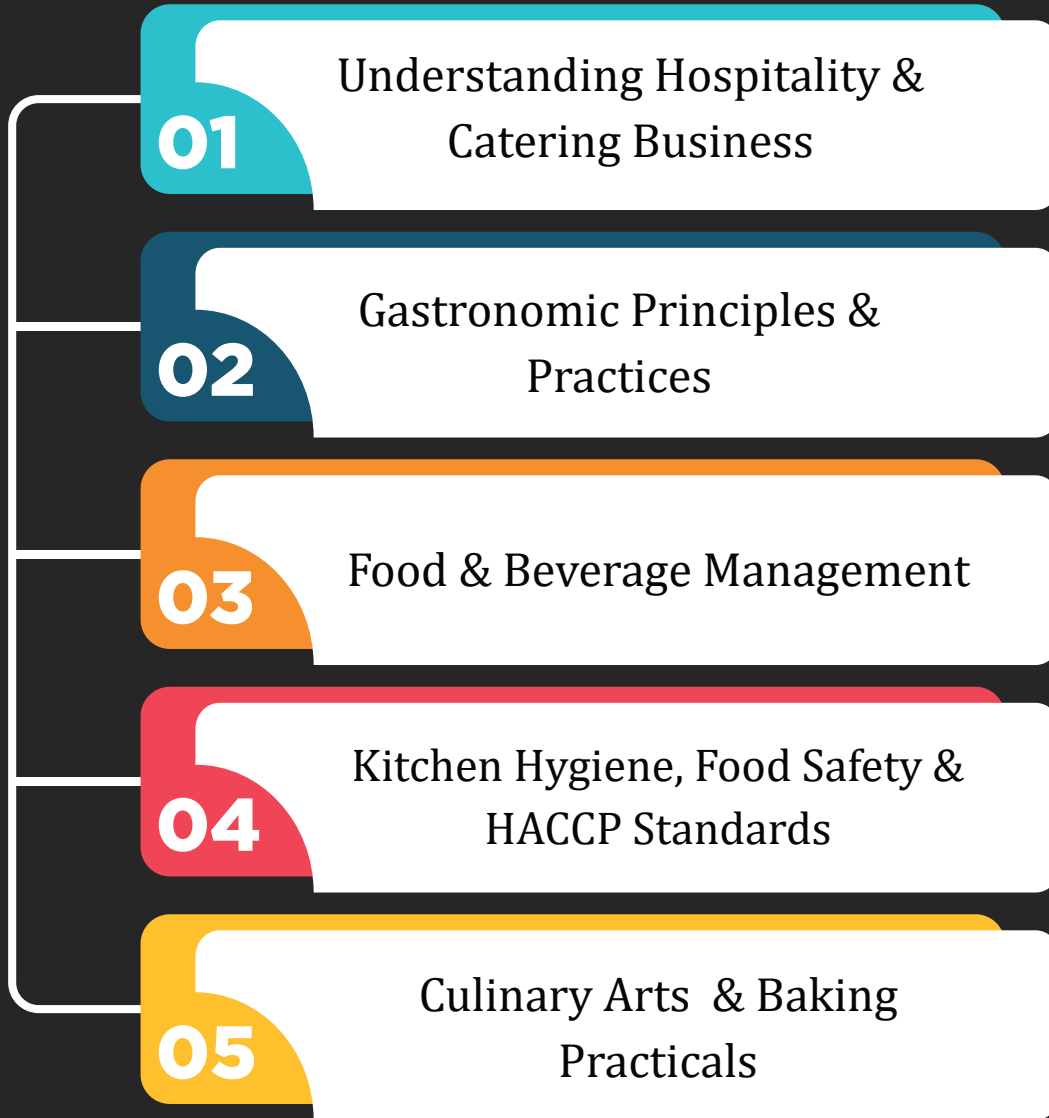 Understanding Hospitality &
Catering Business
01
Gastronomic Principles &
Practices
02
Food & Beverage Management
03
Kitchen Hygiene, Food Safety &
HACCP Standards
04
Culinary Arts & Baking
Practicals
05